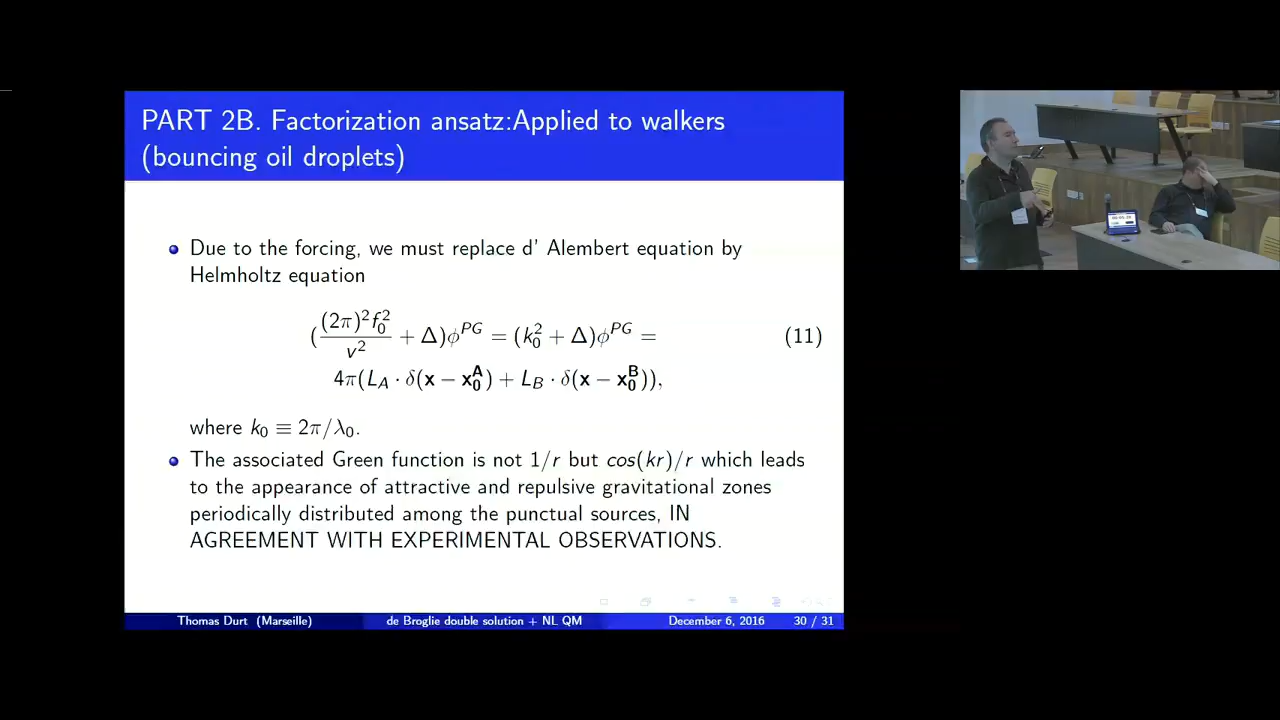 PART 2B. Factorization ansatz:Applied to walkers
(bouncing oil droplets)
Due to the forcing, we must replace d' Alembert equation by
Helmholtz equation
((2π)²f₀²/v² + Δ)ϕ^PG = (k₀² + Δ)ϕ^PG = (11)
4π(L_A · δ(x − x₀^A) + L_B · δ(x − x₀^B)),
where k₀ ≡ 2π/λ₀.
The associated Green function is not 1/r but cos(kr)/r which leads
to the appearance of attractive and repulsive gravitational zones
periodically distributed among the punctual sources, IN
AGREEMENT WITH EXPERIMENTAL OBSERVATIONS.
Thomas Durt (Marseille) de Broglie double solution + NL QM December 6, 2016 30 / 31